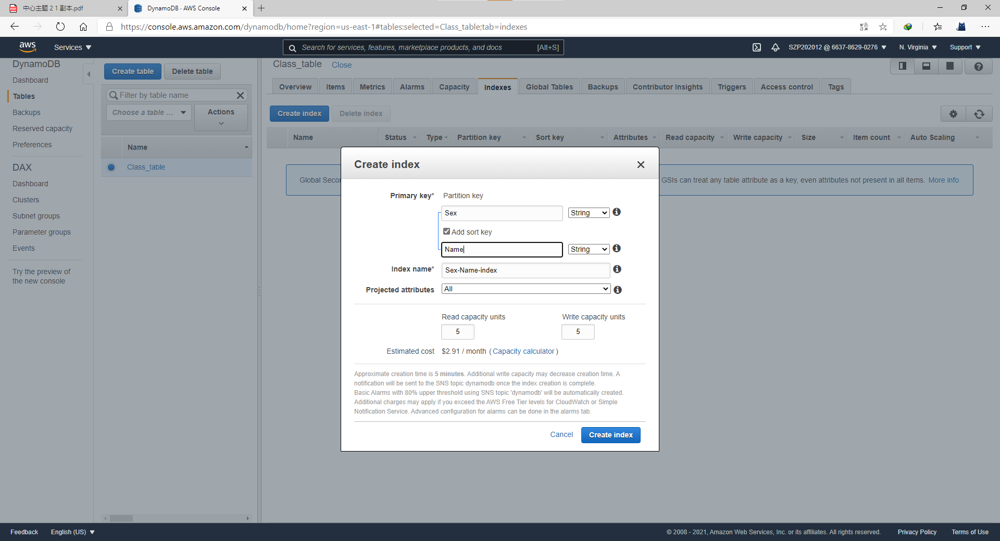 中心主题 2 1 副本.pdf
DynamoDB · AWS Console
https://console.aws.amazon.com/dynamodb/home?region=us-east-1#tables:selected=Class_table;tab=indexes
aws
Services
Search for services, features, marketplace products, and docs
[Alt+S]
SZP202012 @ 6637-8629-0276
N. Virginia
Support
DynamoDB
Dashboard
Tables
Backups
Reserved capacity
Preferences
DAX
Dashboard
Clusters
Subnet groups
Parameter groups
Events
Try the preview of
the new console
Create table
Delete table
Filter by table name
Choose a table ...
Actions
Name
Class_table
Class_table
Close
Overview
Items
Metrics
Alarms
Capacity
Indexes
Global Tables
Backups
Contributor Insights
Triggers
Access control
Tags
Create index
Delete index
Name
Status
Type
Partition key
Sort key
Attributes
Read capacity
Write capacity
Size
Item count
Auto Scaling
Global Secon
GSIs can treat any table attribute as a key, even attributes not present in all items. More info
Create index
Primary key*
Partition key
Sex
String
Add sort key
Name
String
Index name*
Sex-Name-index
Projected attributes
All
Read capacity units
Write capacity units
5
5
Estimated cost
$2.91 / month (Capacity calculator)
Approximate creation time is 5 minutes. Additional write capacity may decrease creation time. A
notification will be sent to the SNS topic dynamodb once the index creation is complete.
Basic Alarms with 80% upper threshold using SNS topic 'dynamodb' will be automatically created.
Additional charges may apply if you exceed the AWS Free Tier levels for CloudWatch or Simple
Notification Service. Advanced configuration for alarms can be done in the alarms tab.
Cancel
Create index
Feedback
English (US)
© 2008 - 2021, Amazon Web Services, Inc. or its affiliates. All rights reserved.
Privacy Policy
Terms of Use